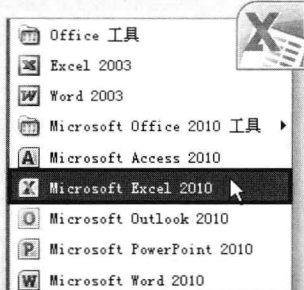 Office 工具
Excel 2003
Word 2003
Microsoft Office 2010 工具
Microsoft Access 2010
Microsoft Excel 2010
Microsoft Outlook 2010
Microsoft PowerPoint 2010
Microsoft Word 2010